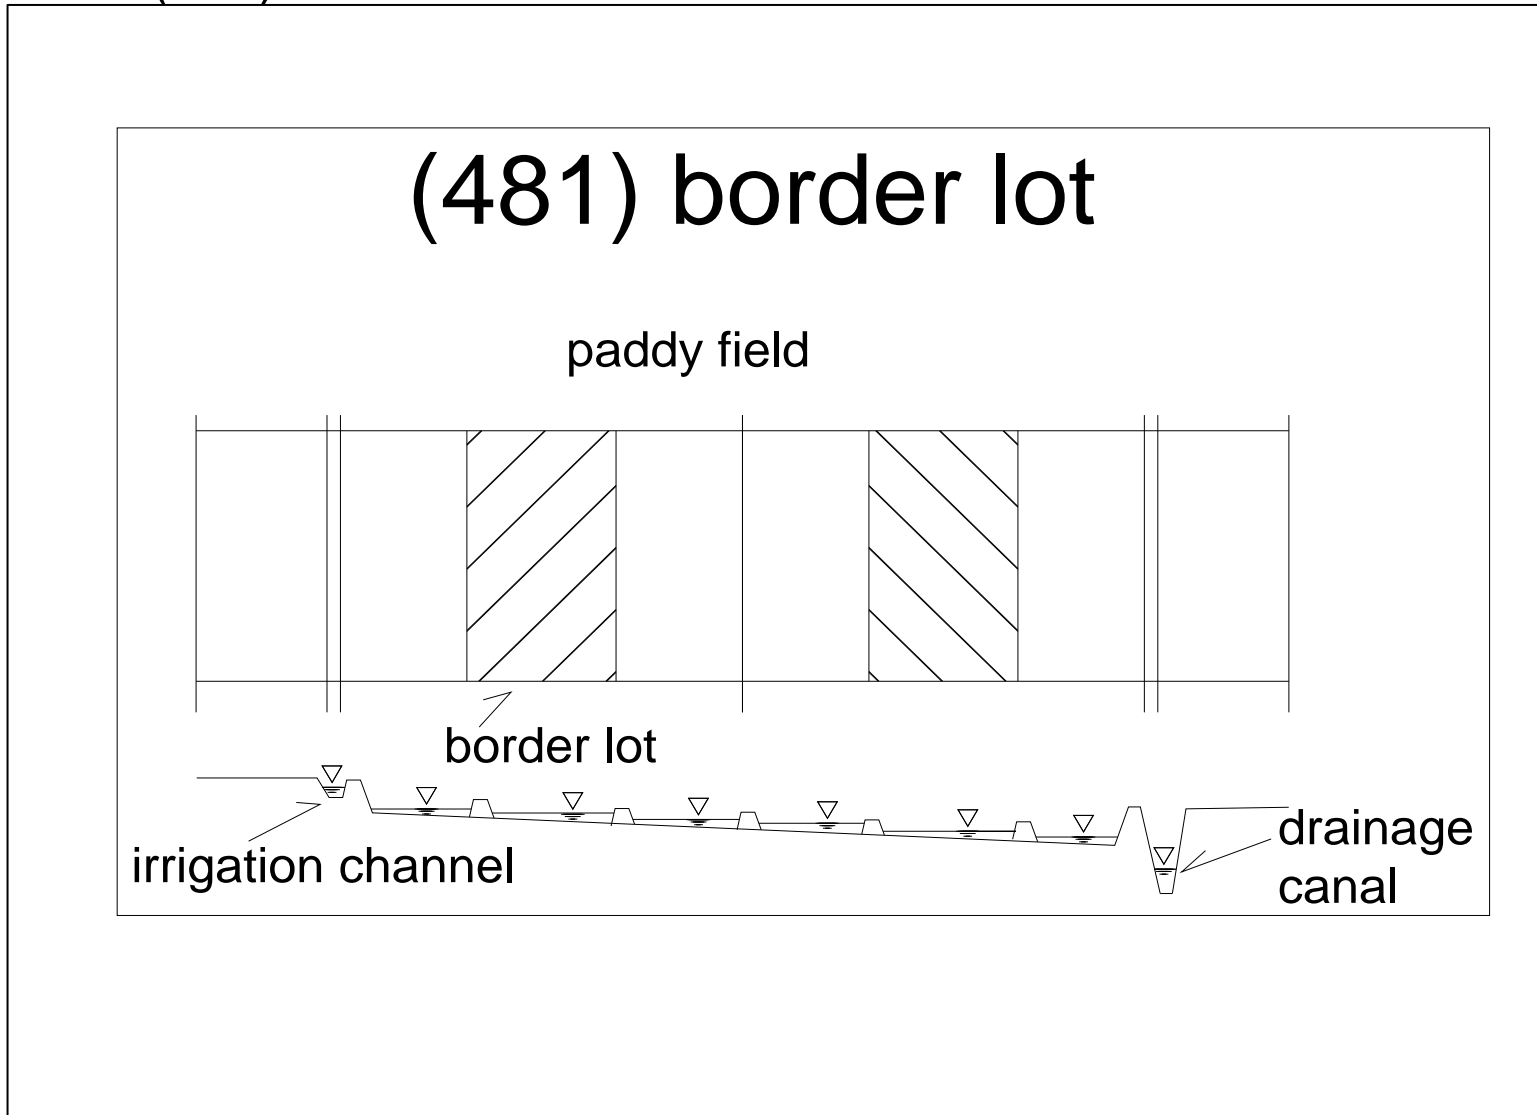 (481) border lot
paddy field
border lot
irrigation channel
drainage
canal